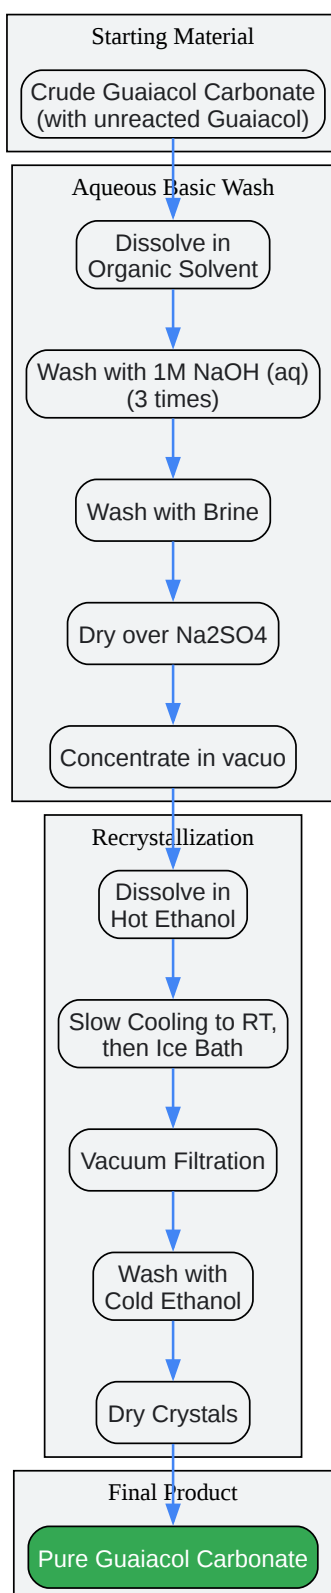 Starting Material
Crude Guaiacol Carbonate
(with unreacted Guaiacol)
Aqueous Basic Wash
Dissolve in
Organic Solvent
Wash with 1M NaOH (aq)
(3 times)
Wash with Brine
Dry over Na2SO4
Concentrate in vacuo
Recrystallization
Dissolve in
Hot Ethanol
Slow Cooling to RT,
then Ice Bath
Vacuum Filtration
Wash with
Cold Ethanol
Dry Crystals
Final Product
Pure Guaiacol Carbonate